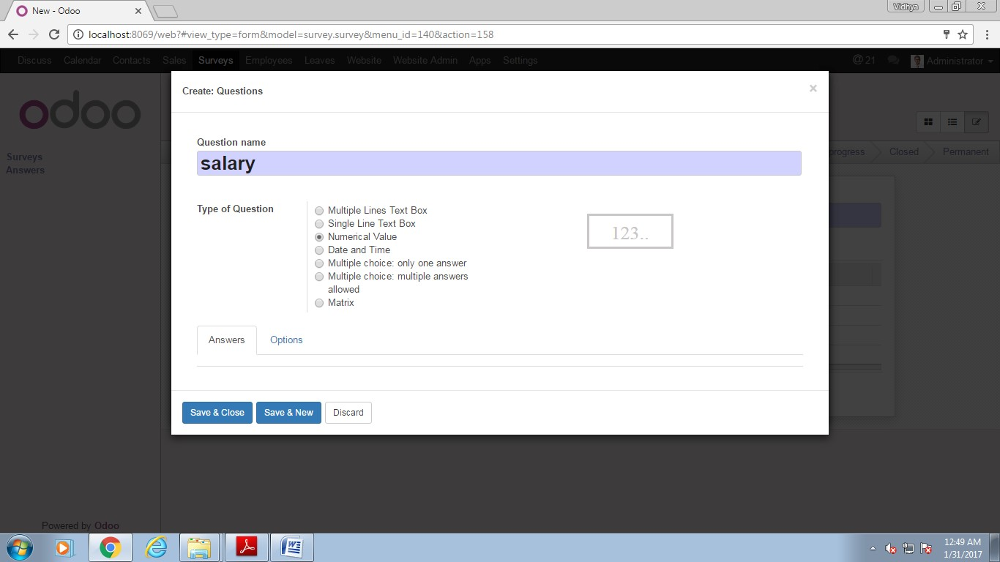 New - Odoo
Vidhya
localhost:8069/web?#view_type=form&model=survey.survey&menu_id=140&action=158
Discuss Calendar Contacts Sales Surveys Employees Leaves Website Website Admin Apps Settings @ 21 Administrator
odoo
Create: Questions ×
Surveys
Answers
progress Closed Permanent
Question name
salary
Type of Question
Multiple Lines Text Box
Single Line Text Box
Numerical Value
Date and Time
Multiple choice: only one answer
Multiple choice: multiple answers
allowed
Matrix
123..
Answers Options
Save & Close Save & New Discard
Powered by Odoo
12:49 AM
1/31/2017